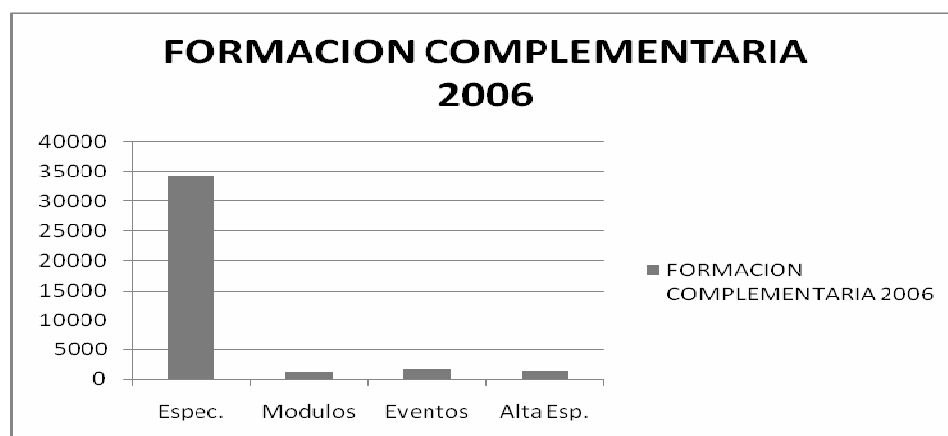 FORMACION COMPLEMENTARIA
2006
40000
35000
30000
25000
20000
15000
10000
5000
0
Espec. Modulos Eventos Alta Esp.
FORMACION
COMPLEMENTARIA 2006